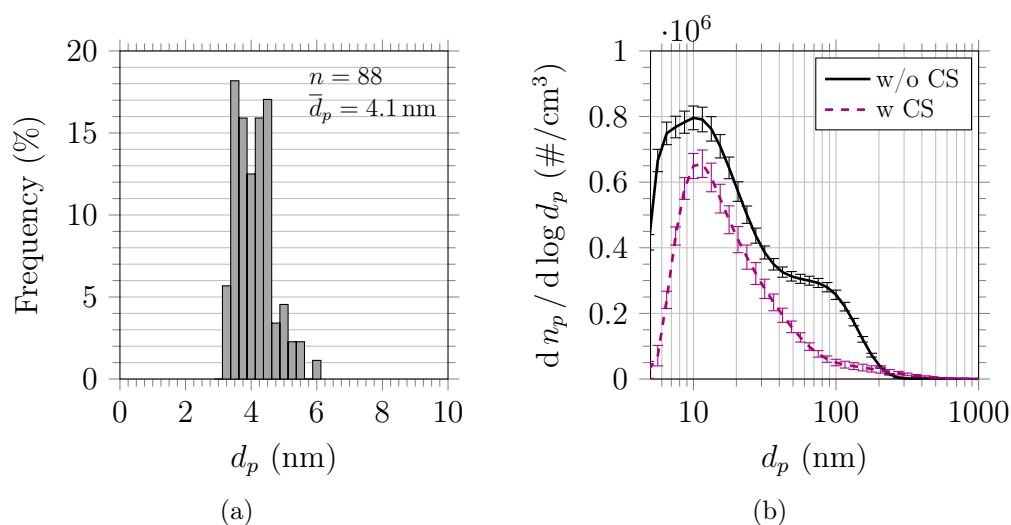 Frequency (%)
20
15
10
5
0
0 2 4 6 8 10
n = 88
d̅ₚ = 4.1 nm
dₚ (nm)
(a)
d nₚ / d log dₚ (#/cm³)
·10⁶
1
0.8
0.6
0.4
0.2
0
10 100 1000
w/o CS
w CS
dₚ (nm)
(b)